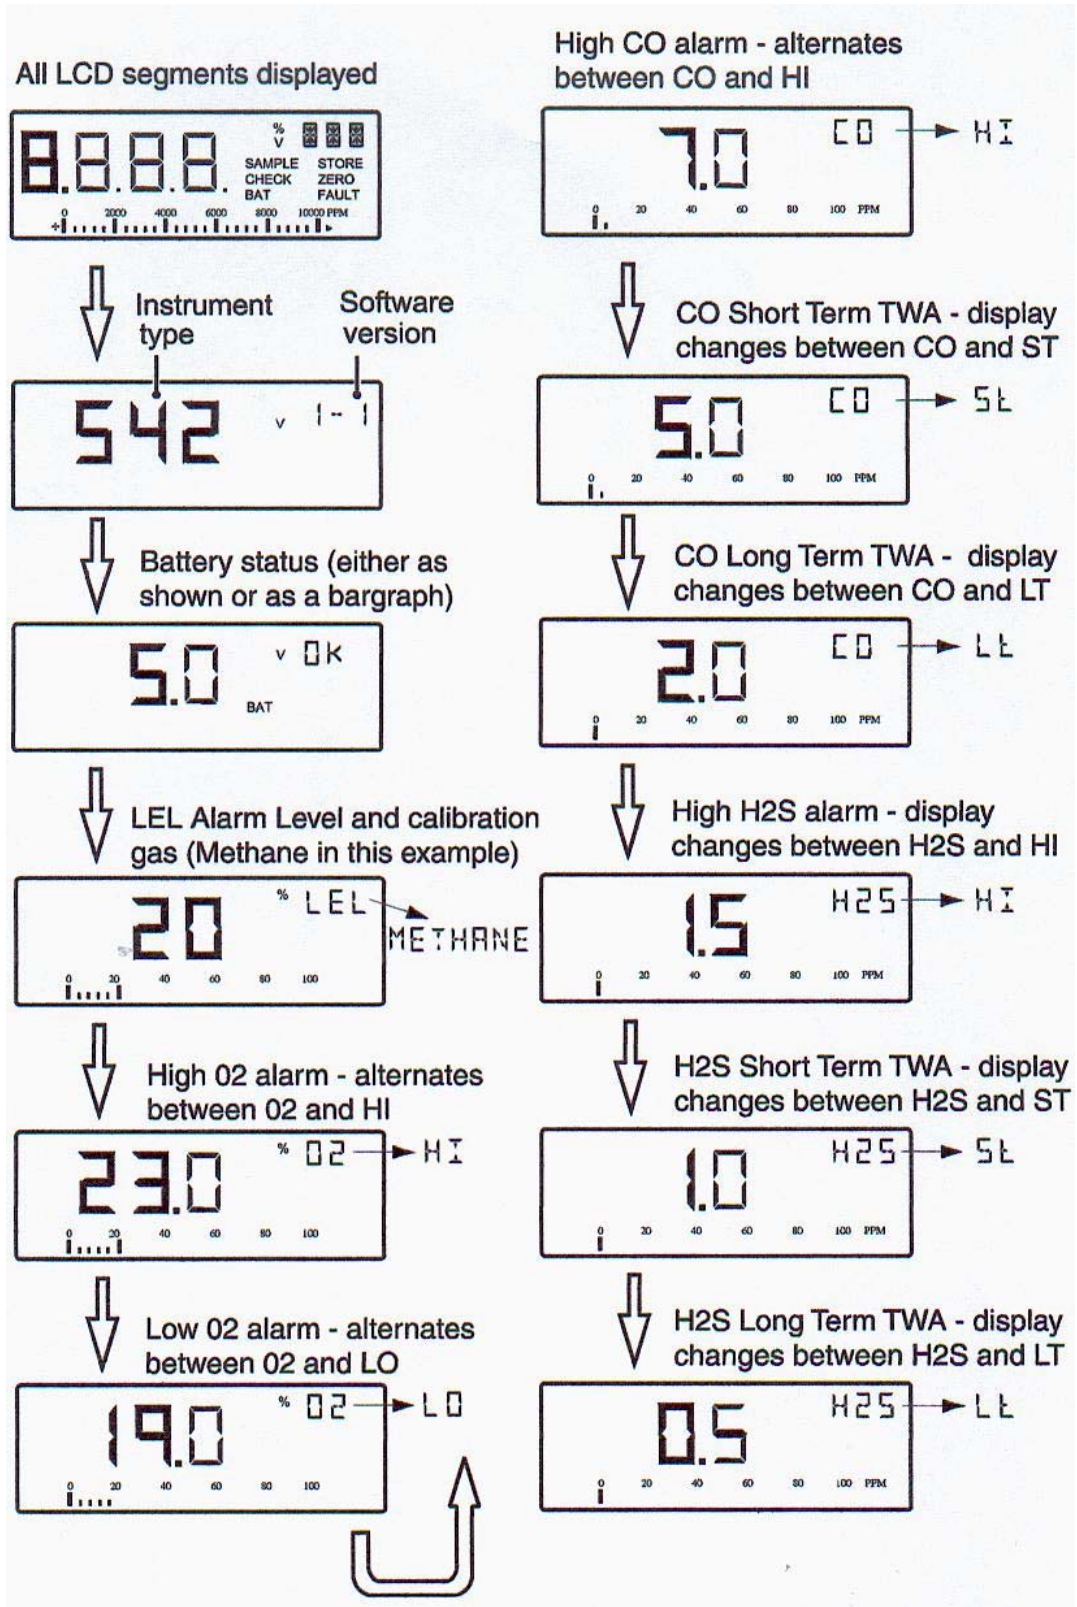 All LCD segments displayed
8.8.8.8.
%
V
SAMPLE STORE
CHECK ZERO
BAT FAULT
0 2000 4000 6000 8000 10000 PPM
Instrument
type
Software
version
542 v 1-1
Battery status (either as
shown or as a bargraph)
5.0 v OK
BAT
LEL Alarm Level and calibration
gas (Methane in this example)
20 % LEL
METHANE
0 20 40 60 80 100
High 02 alarm - alternates
between 02 and HI
23.0 % O2 HI
0 20 40 60 80 100
Low 02 alarm - alternates
between 02 and LO
19.0 % O2 LO
0 20 40 60 80 100
High CO alarm - alternates
between CO and HI
7.0 CO HI
0 20 40 60 80 100 PPM
CO Short Term TWA - display
changes between CO and ST
5.0 CO St
0 20 40 60 80 100 PPM
CO Long Term TWA - display
changes between CO and LT
2.0 CO Lt
0 20 40 60 80 100 PPM
High H2S alarm - display
changes between H2S and HI
1.5 H2S HI
0 20 40 60 80 100 PPM
H2S Short Term TWA - display
changes between H2S and ST
1.0 H2S St
0 20 40 60 80 100 PPM
H2S Long Term TWA - display
changes between H2S and LT
0.5 H2S Lt
0 20 40 60 80 100 PPM